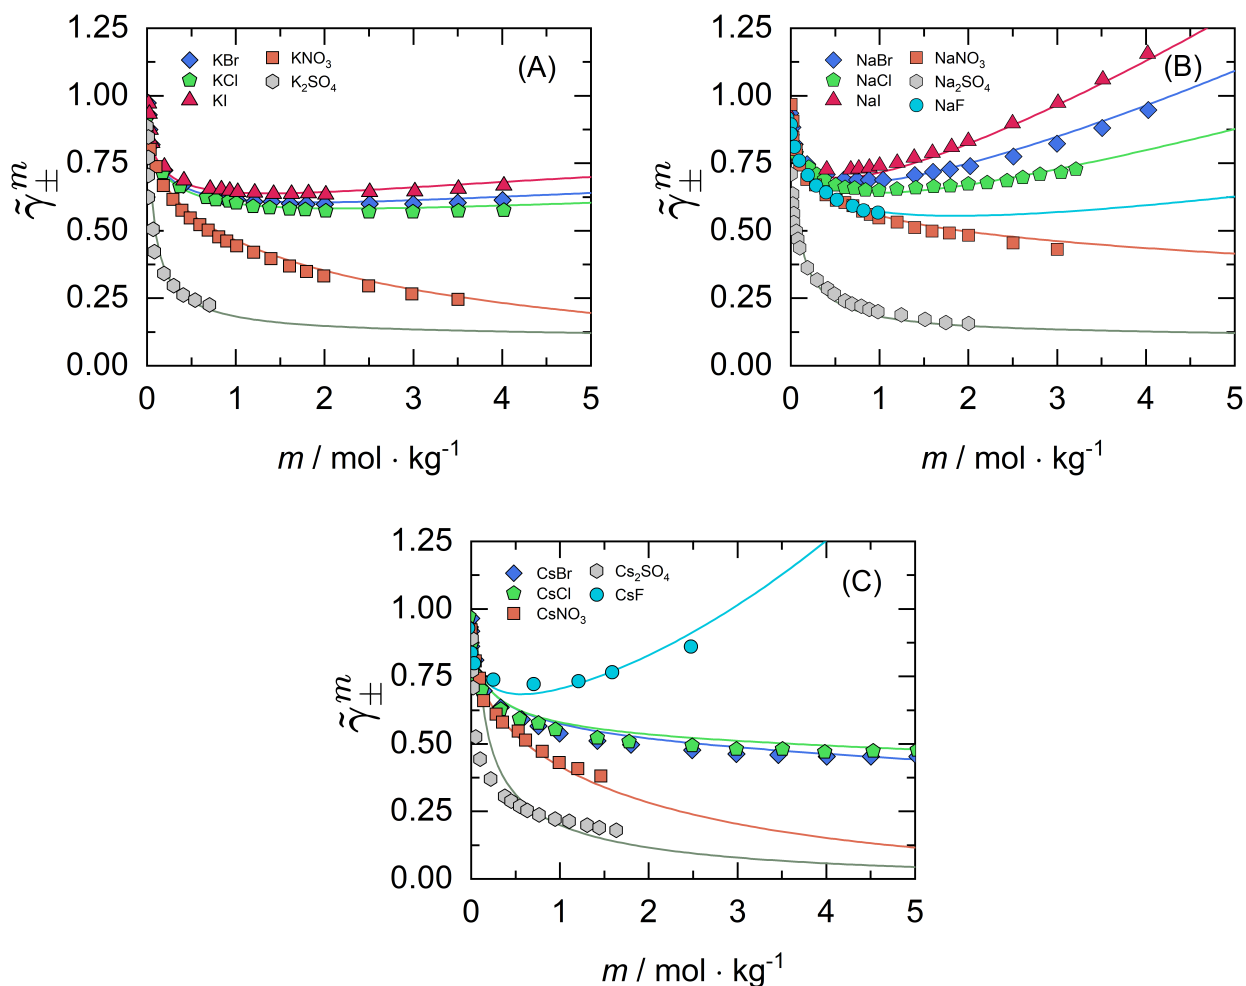 (A)
KBr
KCl
KI
KNO3
K2SO4
1.25
1.00
0.75
0.50
0.25
0.00
0 1 2 3 4 5
γ̃±^m
m / mol · kg-1
(B)
NaBr
NaCl
NaI
NaNO3
Na2SO4
NaF
1.25
1.00
0.75
0.50
0.25
0.00
0 1 2 3 4 5
γ̃±^m
m / mol · kg-1
(C)
CsBr
CsCl
CsNO3
Cs2SO4
CsF
1.25
1.00
0.75
0.50
0.25
0.00
0 1 2 3 4 5
γ̃±^m
m / mol · kg-1